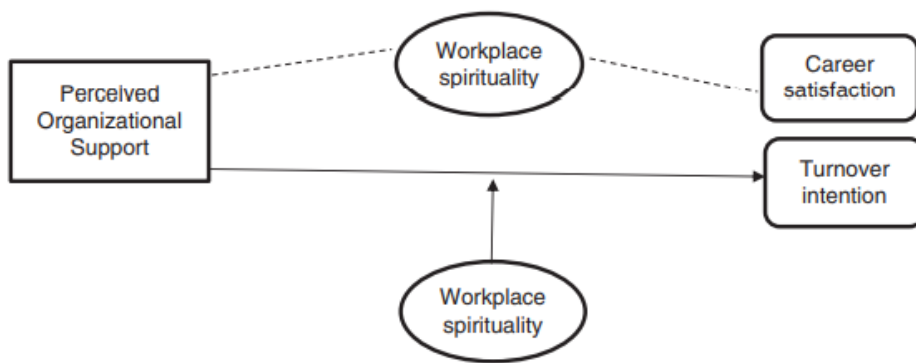 Workplace
spirituality
Perceived
Organizational
Support
Career
satisfaction
Turnover
intention
Workplace
spirituality